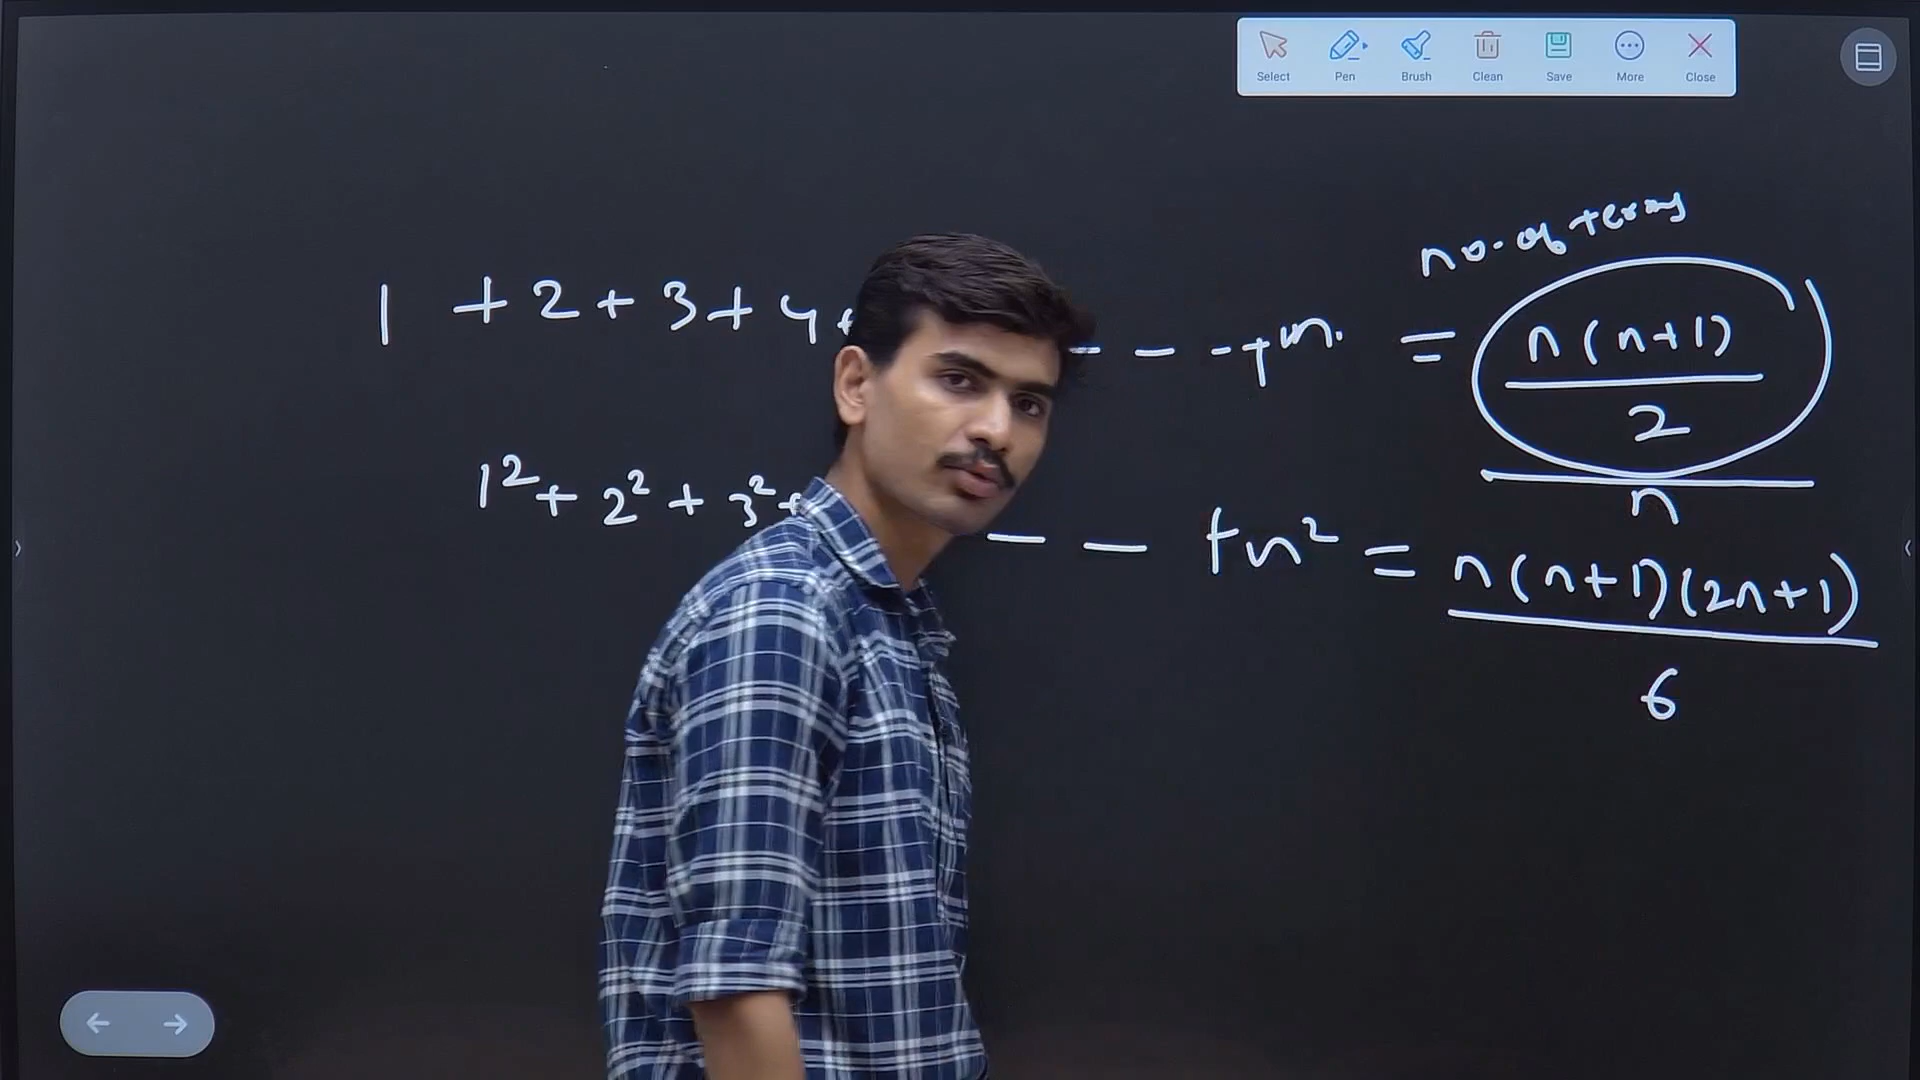 Select Pen Brush Clean Save More Close
no. of terms
1 + 2 + 3 + 4 + - - - + n. = n(n+1)
2
n
1² + 2² + 3² + - - + n² = n(n+1)(2n+1)
6